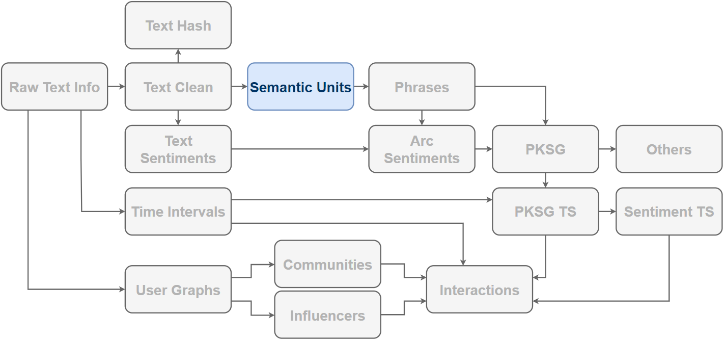 Text Hash
Raw Text Info
Text Clean
Semantic Units
Phrases
Text
Sentiments
Arc
Sentiments
PKSG
Others
Time Intervals
PKSG TS
Sentiment TS
Communities
User Graphs
Interactions
Influencers